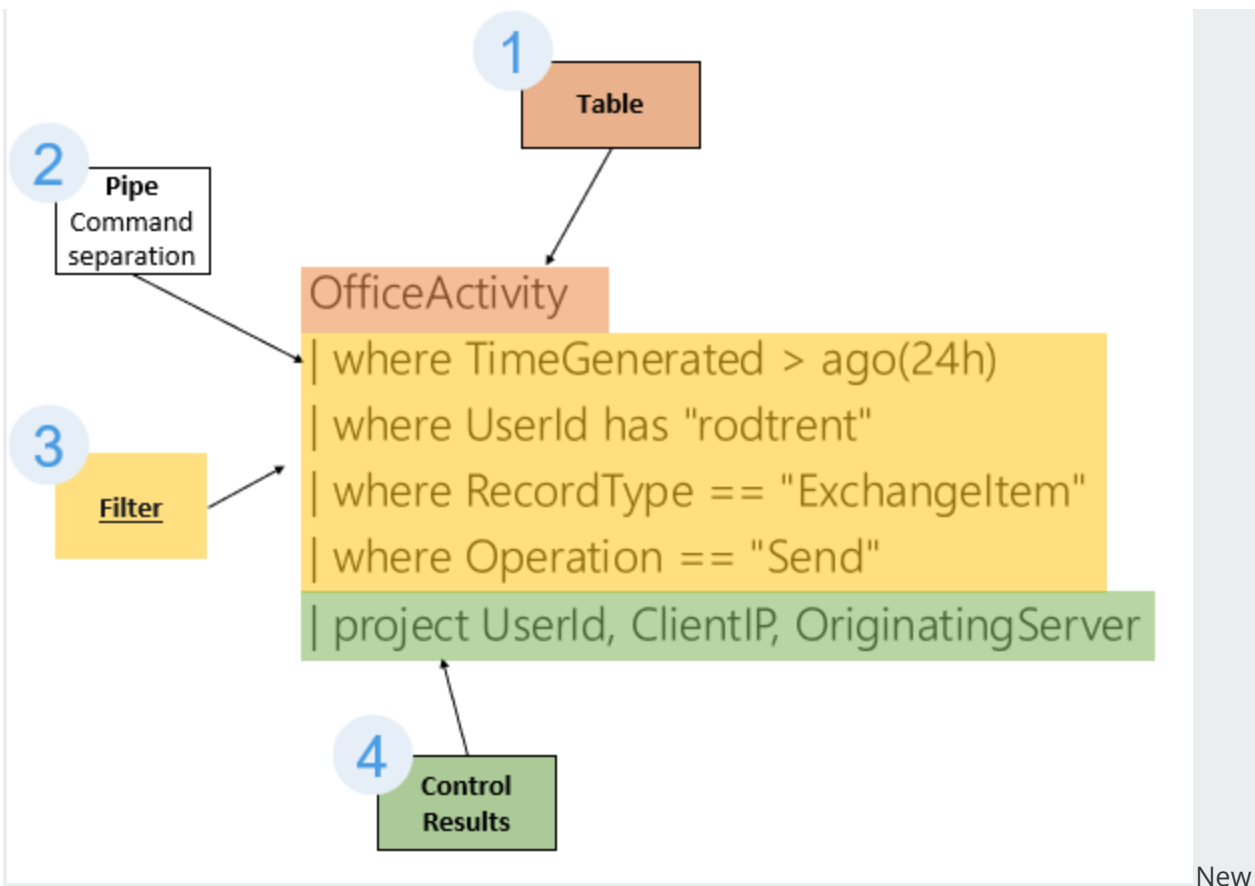 1
Table
2
Pipe
Command
separation
OfficeActivity
| where TimeGenerated > ago(24h)
| where UserId has "rodtrent"
3
Filter
| where RecordType == "ExchangeItem"
| where Operation == "Send"
| project UserId, ClientIP, OriginatingServer
4
Control
Results
New